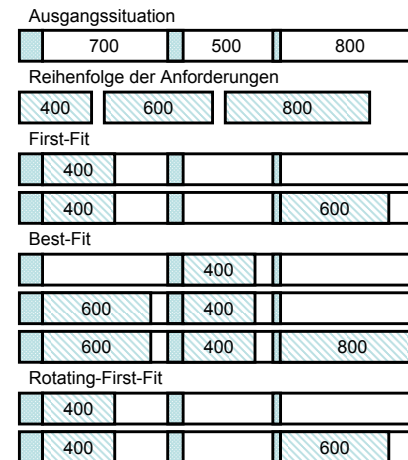 Ausgangssituation
700 500 800
Reihenfolge der Anforderungen
400 600 800
First-Fit
400
400 600
Best-Fit
400
600 400
600 400 800
Rotating-First-Fit
400
400 600